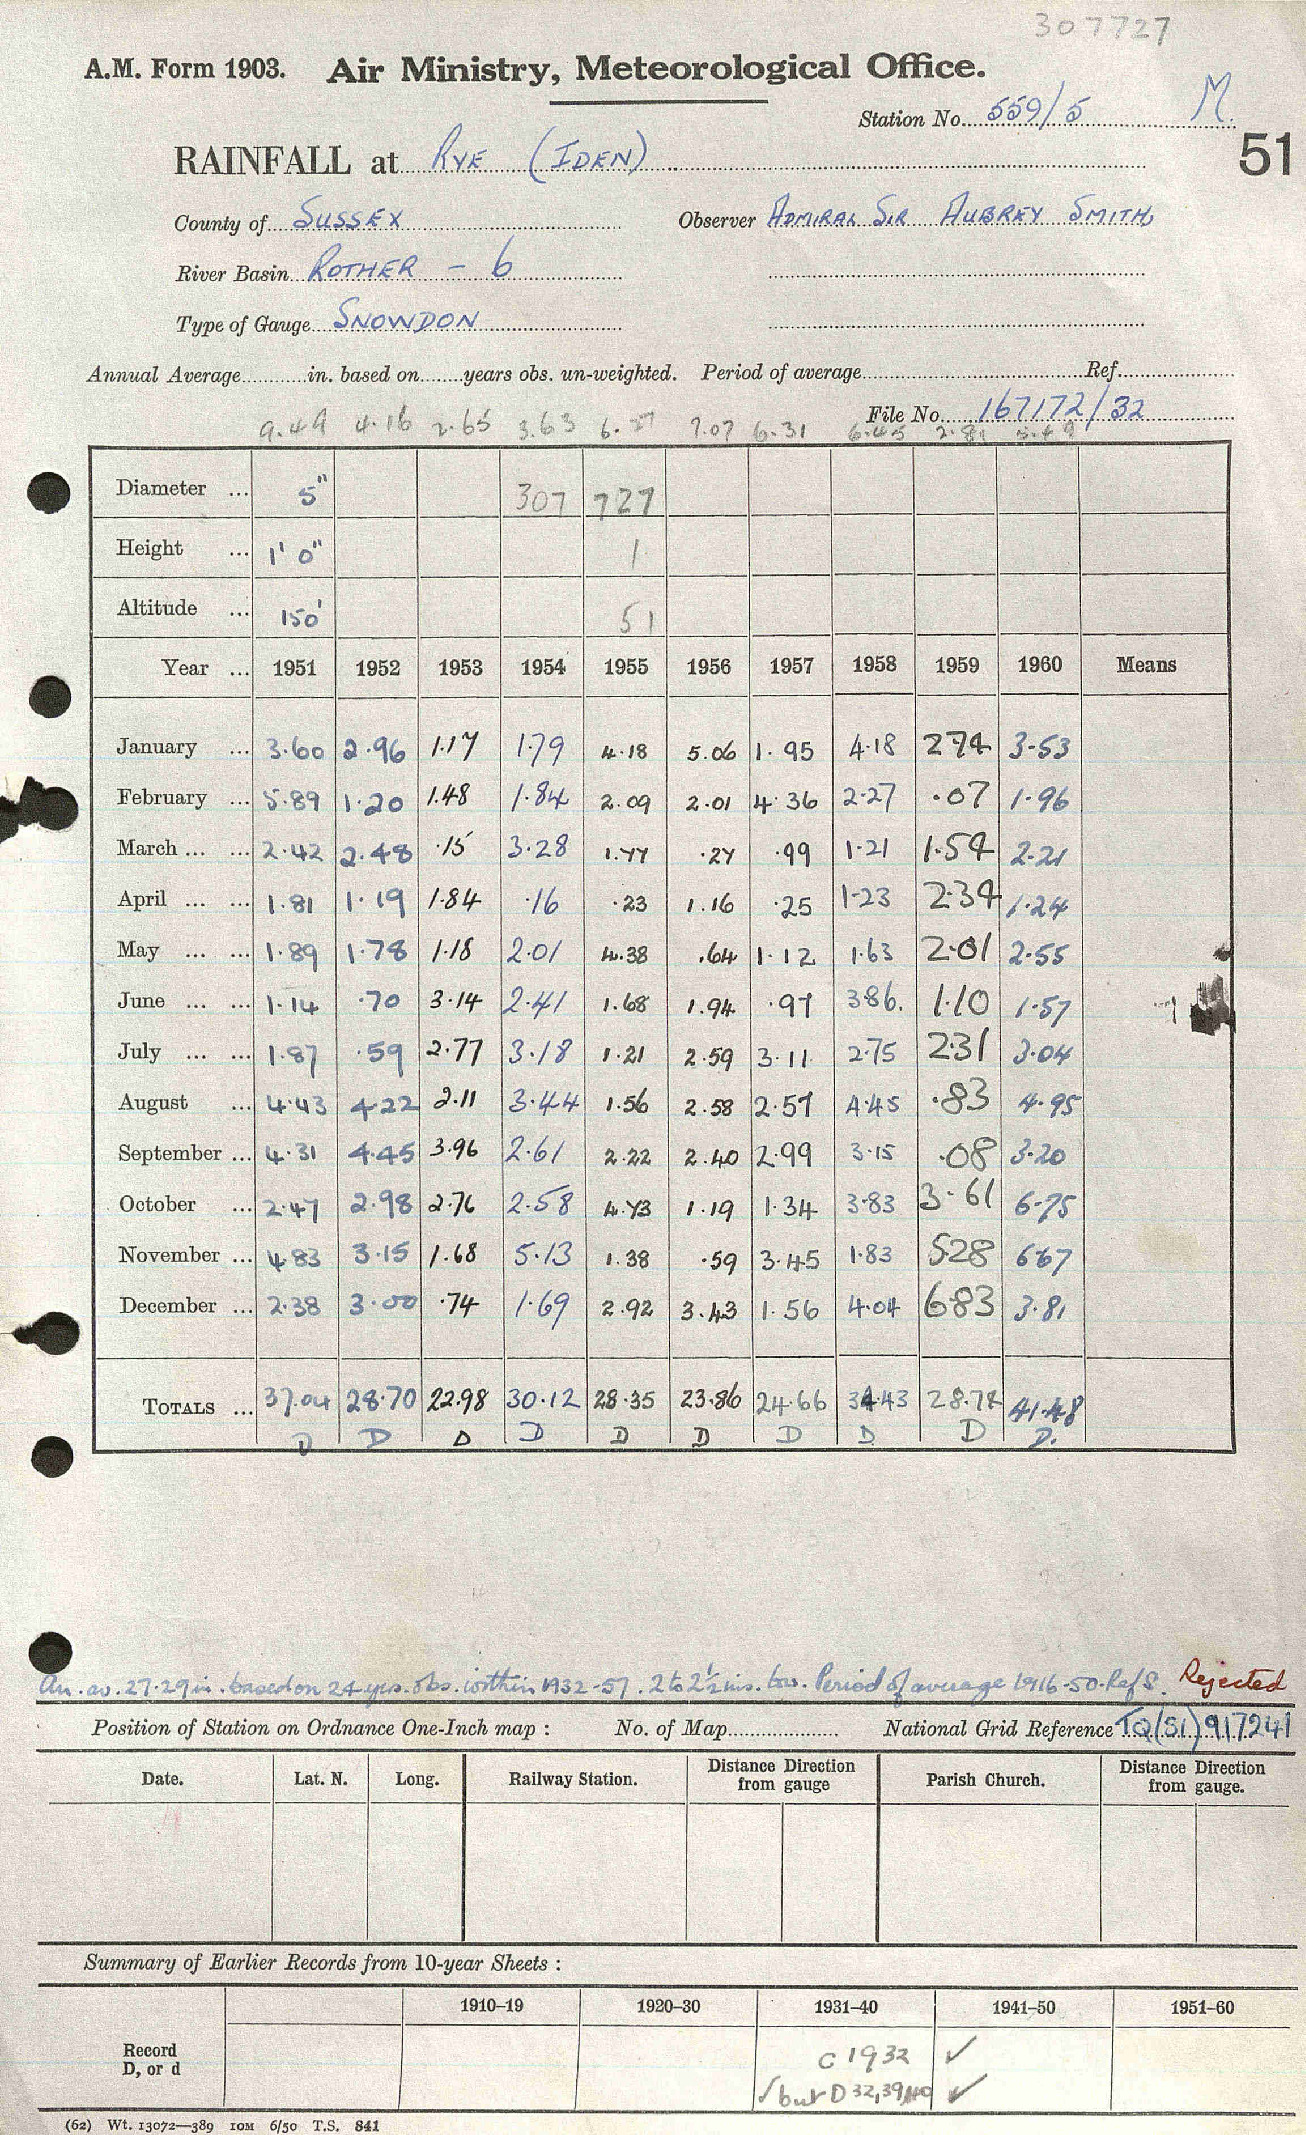 307727
A.M. Form 1903. Air Ministry, Meteorological Office.
Station No. 559/5 M.
51
RAINFALL at RYE (IDEN)
County of SUSSEX Observer ADMIRAL SIR AUBREY SMITH,
River Basin ROTHER - 6
Type of Gauge SNOWDON
Annual Average in. based on years obs. un-weighted. Period of average Ref.
File No. 167172/32
9.49 4.16 2.65 3.63 7.07 6.31 6.45 2.81
Diameter ... 5" 307 727
Height ... 1' 0" 1
Altitude ... 150' 51
Year ... 1951 1952 1953 1954 1955 1956 1957 1958 1959 1960 Means
January ... 3.60 2.96 1.17 1.79 4.18 5.06 1.95 4.18 2.74 3.53
February ... 5.89 1.20 1.48 1.84 2.09 2.01 4.36 2.27 .07 1.96
March ... ... 2.42 2.48 .15 3.28 1.77 .27 .99 1.21 1.54 2.21
April ... ... 1.81 1.19 1.84 .16 .23 1.16 .25 1.23 2.34 1.24
May ... ... 1.89 1.78 1.18 2.01 4.38 .64 1.12 1.63 2.01 2.55
June ... ... 1.14 .70 3.14 2.41 1.68 1.94 .97 3.86. 1.10 1.57
July ... ... 1.87 .59 2.77 3.18 1.21 2.59 3.11 2.75 2.31 3.04
August ... 4.43 4.22 2.11 3.44 1.56 2.58 2.57 4.45 .83 4.95
September ... 4.31 4.45 3.96 2.61 2.22 2.40 2.99 3.15 .08 3.20
October ... 2.47 2.98 2.76 2.58 4.73 1.19 1.34 3.83 3.61 6.75
November ... 4.83 3.15 1.68 5.13 1.38 .59 3.45 1.83 5.28 6.67
December ... 2.38 3.00 .74 1.69 2.92 3.43 1.56 4.04 6.83 3.81
TOTALS ... 37.04 28.70 22.98 30.12 28.35 23.86 24.66 34.43 28.74 41.48
D D D D D D D D D D.
An. av. 27.29 in. based on 24 yrs. obs. within 1932-57. 2 to 2½ ins. low. Period of average 1916-50. Ref S. Rejected
Position of Station on Ordnance One-Inch map : No. of Map National Grid Reference TQ(51)917241
Date. Lat. N. Long. Railway Station. Distance Direction from gauge Parish Church. Distance Direction from gauge.
Summary of Earlier Records from 10-year Sheets :
1910–19 1920–30 1931–40 1941–50 1951–60
Record
D, or d
C 1932 ✓
✓ but D 32,39,40 ✓
(62) Wt. 13072—389 10M 6/50 T.S. 841